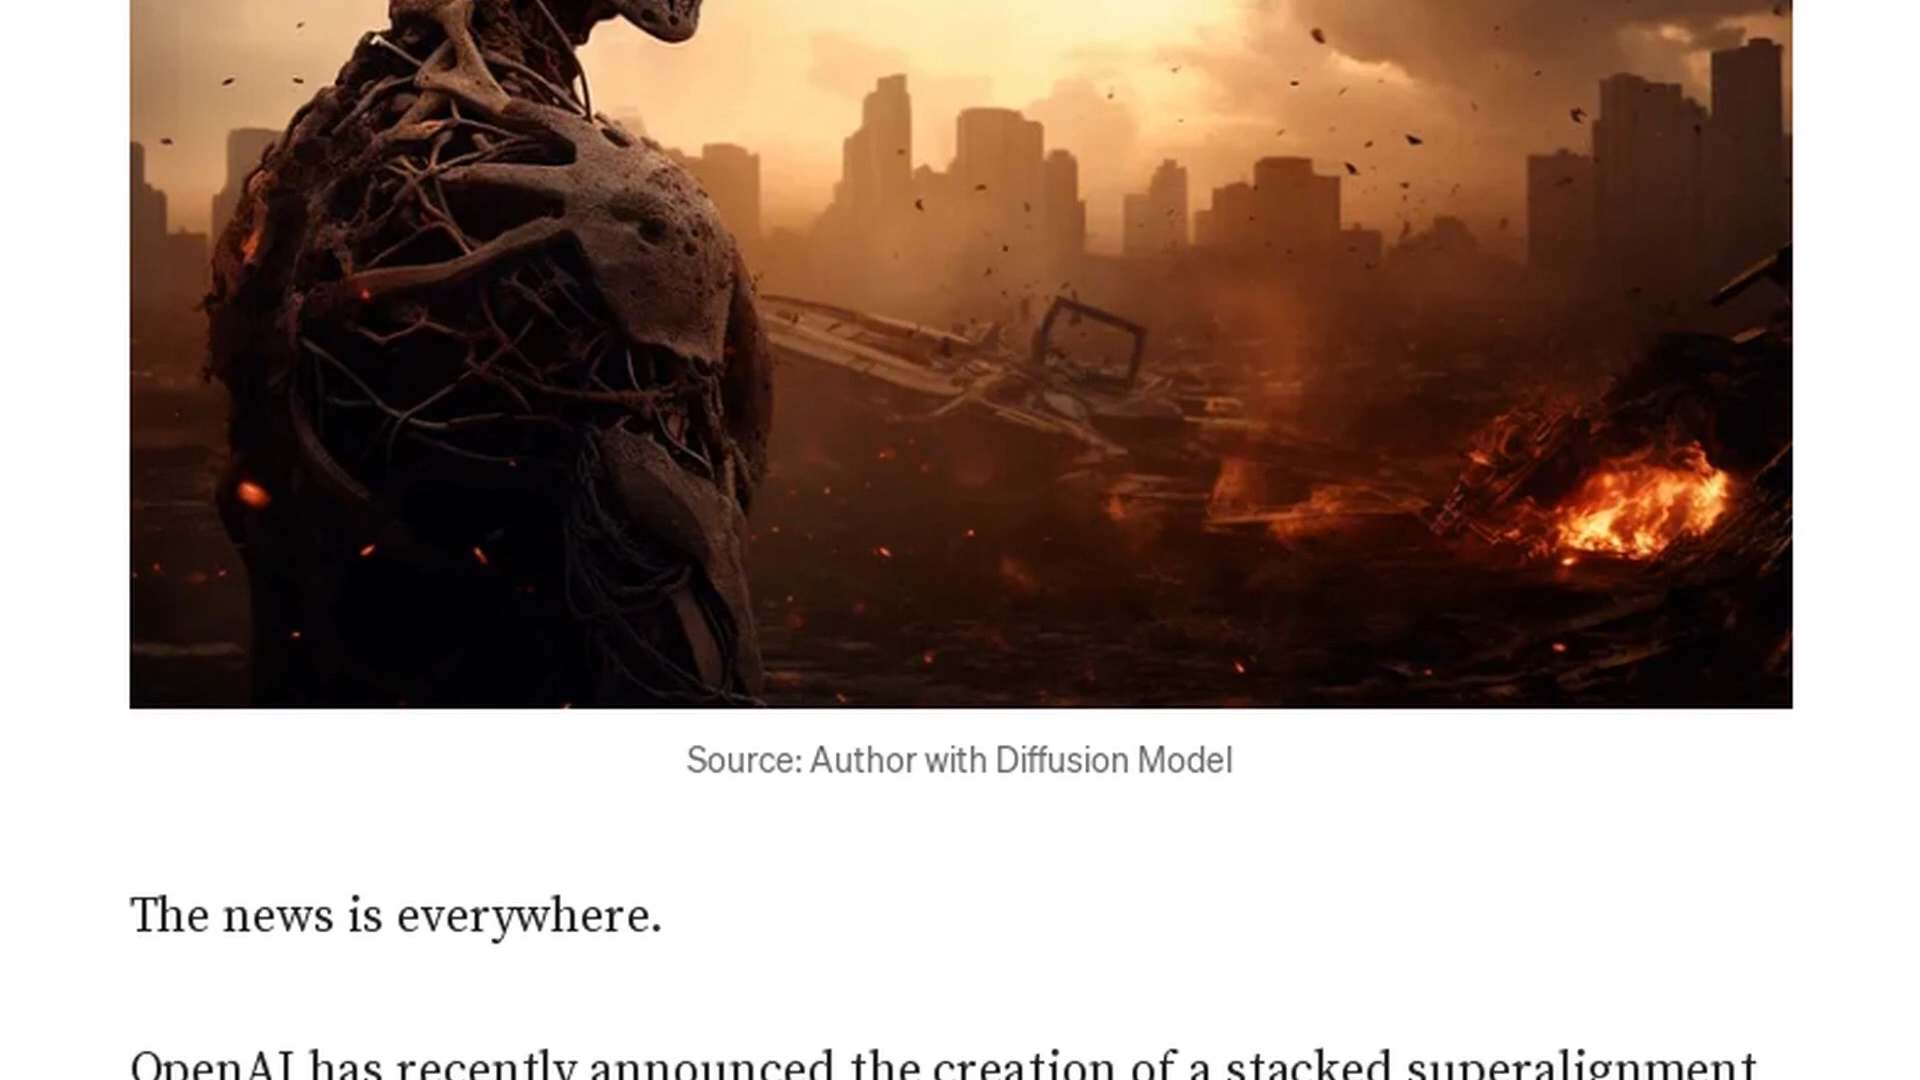 Source: Author with Diffusion Model
The news is everywhere.
OpenAI has recently announced the creation of a stacked superalignment